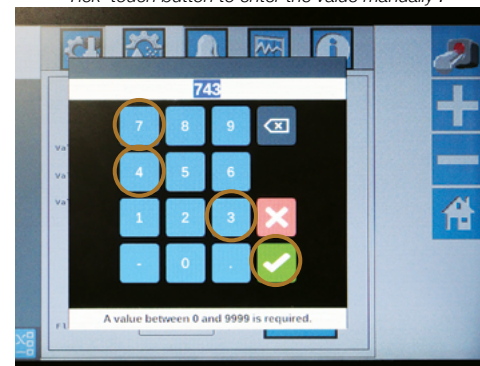 "Tick" touch button to enter the value manually".
743
7 8 9
4 5 6
1 2 3
- 0 .
A value between 0 and 9999 is required.